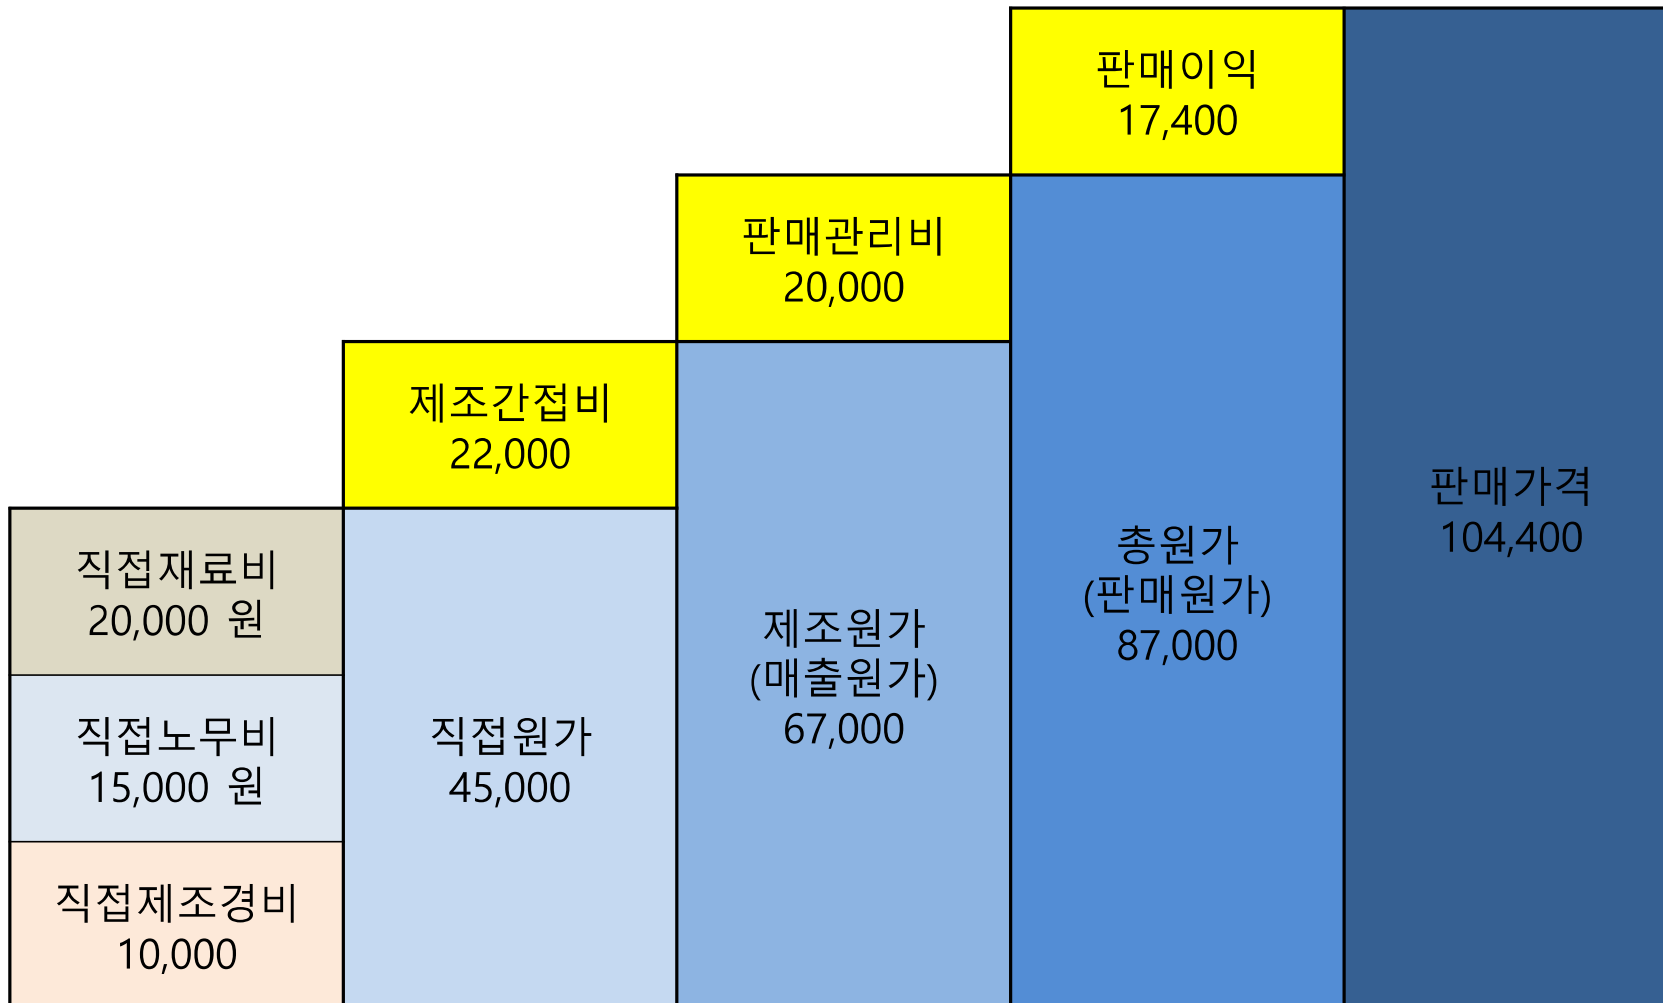 판매이익
17,400
판매관리비
20,000
제조간접비
22,000
직접재료비
20,000 원
직접노무비
15,000 원
직접제조경비
10,000
직접원가
45,000
제조원가
(매출원가)
67,000
총원가
(판매원가)
87,000
판매가격
104,400